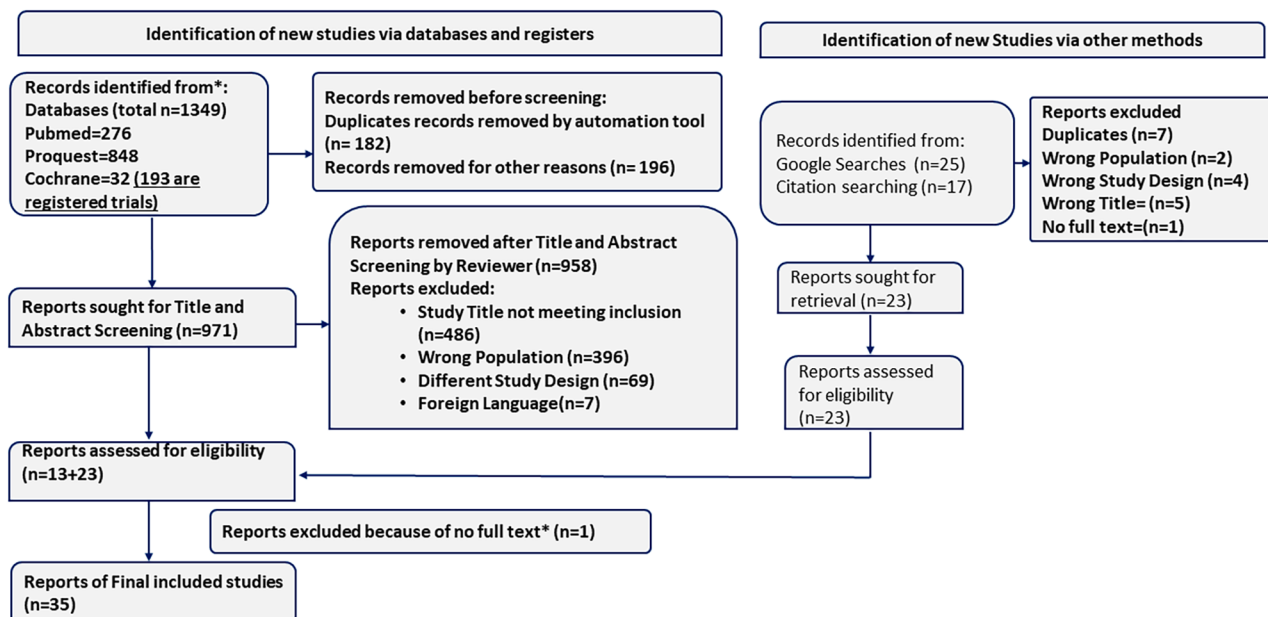 Identification of new studies via databases and registers
Records identified from*:
Databases (total n=1349)
Pubmed=276
Proquest=848
Cochrane=32 (193 are
registered trials)
Records removed before screening:
Duplicates records removed by automation tool
(n= 182)
Records removed for other reasons (n= 196)
Reports sought for Title and
Abstract Screening (n=971)
Reports removed after Title and Abstract
Screening by Reviewer (n=958)
Reports excluded:
• Study Title not meeting inclusion
(n=486)
• Wrong Population (n=396)
• Different Study Design (n=69)
• Foreign Language(n=7)
Reports assessed for eligibility
(n=13+23)
Reports excluded because of no full text* (n=1)
Reports of Final included studies
(n=35)
Identification of new Studies via other methods
Records identified from:
Google Searches (n=25)
Citation searching (n=17)
Reports excluded
Duplicates (n=7)
Wrong Population (n=2)
Wrong Study Design (n=4)
Wrong Title= (n=5)
No full text=(n=1)
Reports sought for
retrieval (n=23)
Reports assessed
for eligibility
(n=23)